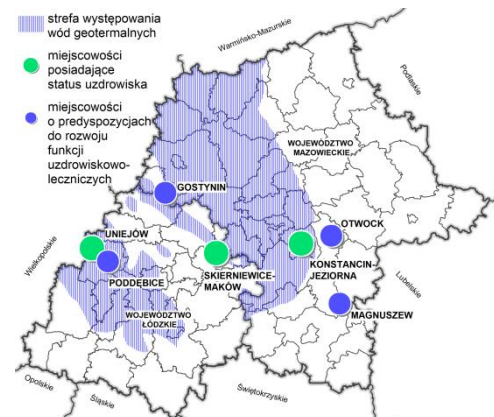 strefa występowania
wód geotermalnych
miejscowości
posiadające
status uzdrowiska
miejscowości
o predyspozycjach
do rozwoju
funkcji
uzdrowiskowo-
leczniczych
Warmińsko-Mazurskie
Podlaskie
WOJEWÓDZTWO
MAZOWIECKIE
GOSTYNIN
OTWOCK
UNIEJÓW
Wielkopolskie
KONSTANCIN-
JEZIORNA
SKIERNIEWICE-
MAKÓW
PODDĘBICE
Lubelskie
WOJEWÓDZTWO
ŁÓDZKIE
MAGNUSZEW
Opolskie
Śląskie
Świętokrzyskie